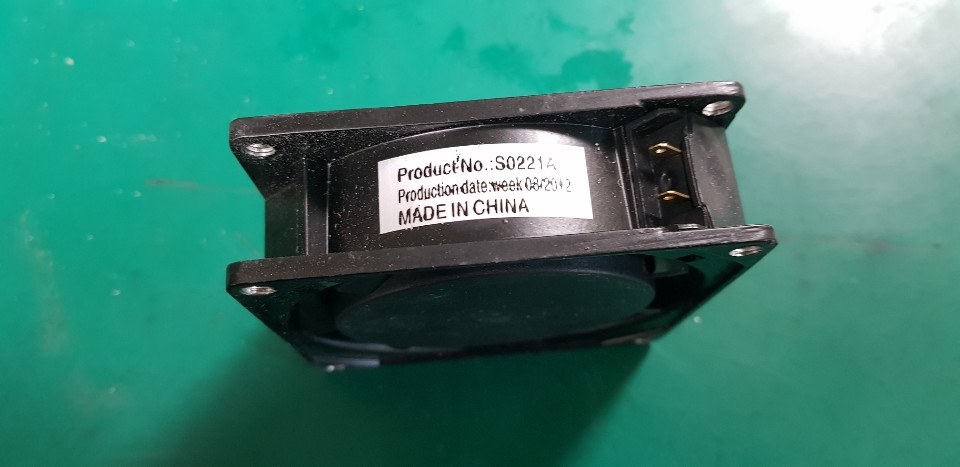 Product No.:S0221A
Production date:week 08/2012
MADE IN CHINA